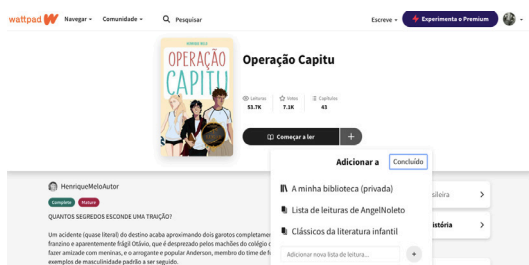 wattpad
Navegar
Comunidade
Pesquisar
Escreve
Experimenta o Premium
HENRIQUE MELO
OPERAÇÃO
CAPITU
Operação Capitu
Leituras
53.7K
Votos
7.1K
Capítulos
43
Começar a ler
+
Adicionar a
Concluído
A minha biblioteca (privada)
Lista de leituras de AngelNoleto
Clássicos da literatura infantil
Adicionar nova lista de leitura...
+
HenriqueMeloAutor
Complete
Mature
QUANTOS SEGREDOS ESCONDE UMA TRAIÇÃO?
Um acidente (quase literal) do destino acaba aproximando dois garotos completamen
franzino e aparentemente frágil Otávio, que é desprezado pelos machões do colégio c
fazer amizade com meninas, e o arrogante e popular Anderson, membro do time de f
exemplos de masculinidade padrão a ser seguido.
sileira
istória